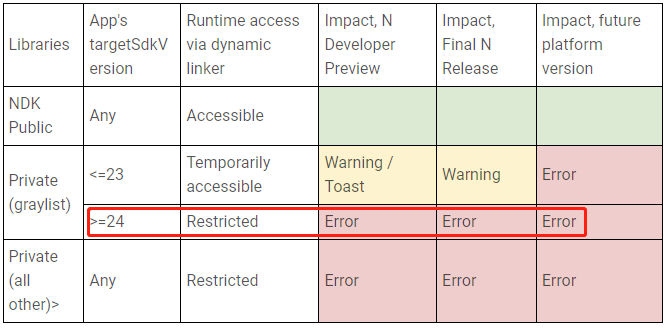 Libraries
App's
targetSdkV
ersion
Runtime access
via dynamic
linker
Impact, N
Developer
Preview
Impact,
Final N
Release
Impact, future
platform
version
NDK
Public
Any
Accessible
Private
(graylist)
<=23
Temporarily
accessible
Warning /
Toast
Warning
Error
>=24
Restricted
Error
Error
Error
Private
(all
other)>
Any
Restricted
Error
Error
Error